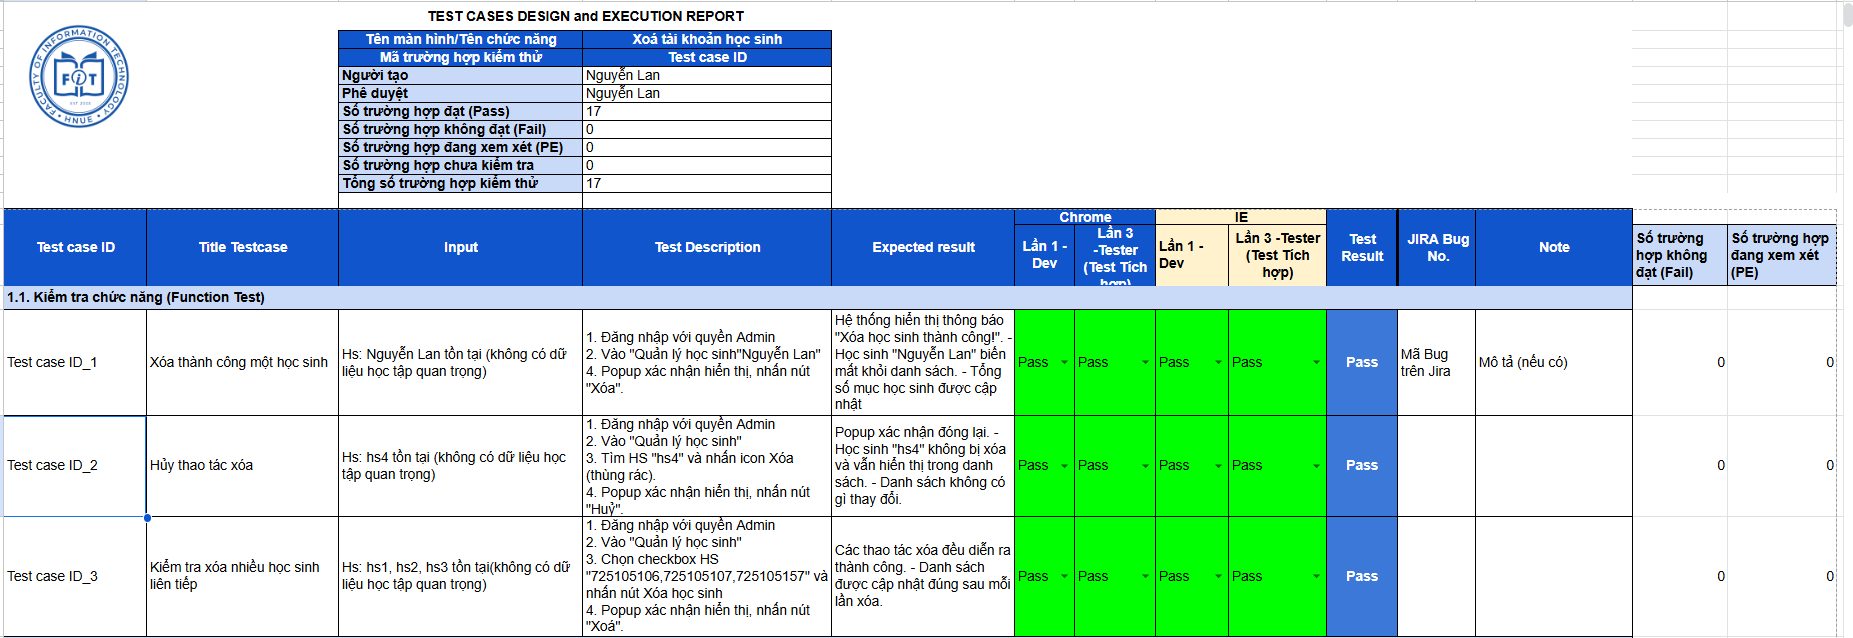 TEST CASES DESIGN and EXECUTION REPORT
FACULTY OF INFORMATION TECHNOLOGY
FiT
HNUE
Tên màn hình/Tên chức năng
Xoá tài khoản học sinh
Mã trường hợp kiểm thử
Test case ID
Người tạo
Nguyễn Lan
Phê duyệt
Nguyễn Lan
Số trường hợp đạt (Pass)
17
Số trường hợp không đạt (Fail)
0
Số trường hợp đang xem xét (PE)
0
Số trường hợp chưa kiểm tra
0
Tổng số trường hợp kiểm thử
17
Test case ID
Title Testcase
Input
Test Description
Expected result
Chrome
Lần 1 -
Dev
Lần 3
-Tester
(Test Tích
hợp)
IE
Lần 1 -
Dev
Lần 3 -Tester
(Test Tích
hợp)
Test
Result
JIRA Bug
No.
Note
Số trường
hợp không
đạt (Fail)
Số trường hợp
đang xem xét
(PE)
1.1. Kiểm tra chức năng (Function Test)
Test case ID_1
Xóa thành công một học sinh
Hs: Nguyễn Lan tồn tại (không có dữ
liệu học tập quan trọng)
1. Đăng nhập với quyền Admin
2. Vào "Quản lý học sinh"Nguyễn Lan"
4. Popup xác nhận hiển thị, nhấn nút
"Xóa".
Hệ thống hiển thị thông báo
"Xóa học sinh thành công!". -
Học sinh "Nguyễn Lan" biến
mất khỏi danh sách. - Tổng
số mục học sinh được cập
nhật
Pass
Pass
Pass
Pass
Pass
Mã Bug
trên Jira
Mô tả (nếu có)
0
0
Test case ID_2
Hủy thao tác xóa
Hs: hs4 tồn tại (không có dữ liệu học
tập quan trọng)
1. Đăng nhập với quyền Admin
2. Vào "Quản lý học sinh"
3. Tìm HS "hs4" và nhấn icon Xóa
(thùng rác).
4. Popup xác nhận hiển thị, nhấn nút
"Huỷ".
Popup xác nhận đóng lại. -
Học sinh "hs4" không bị xóa
và vẫn hiển thị trong danh
sách. - Danh sách không có
gì thay đổi.
Pass
Pass
Pass
Pass
Pass
0
0
Test case ID_3
Kiểm tra xóa nhiều học sinh
liên tiếp
Hs: hs1, hs2, hs3 tồn tại(không có dữ
liệu học tập quan trọng)
1. Đăng nhập với quyền Admin
2. Vào "Quản lý học sinh"
3. Chọn checkbox HS
"725105106,725105107,725105157" và
nhấn nút Xóa học sinh
4. Popup xác nhận hiển thị, nhấn nút
"Xoá".
Các thao tác xóa đều diễn ra
thành công. - Danh sách
được cập nhật đúng sau mỗi
lần xóa.
Pass
Pass
Pass
Pass
Pass
0
0